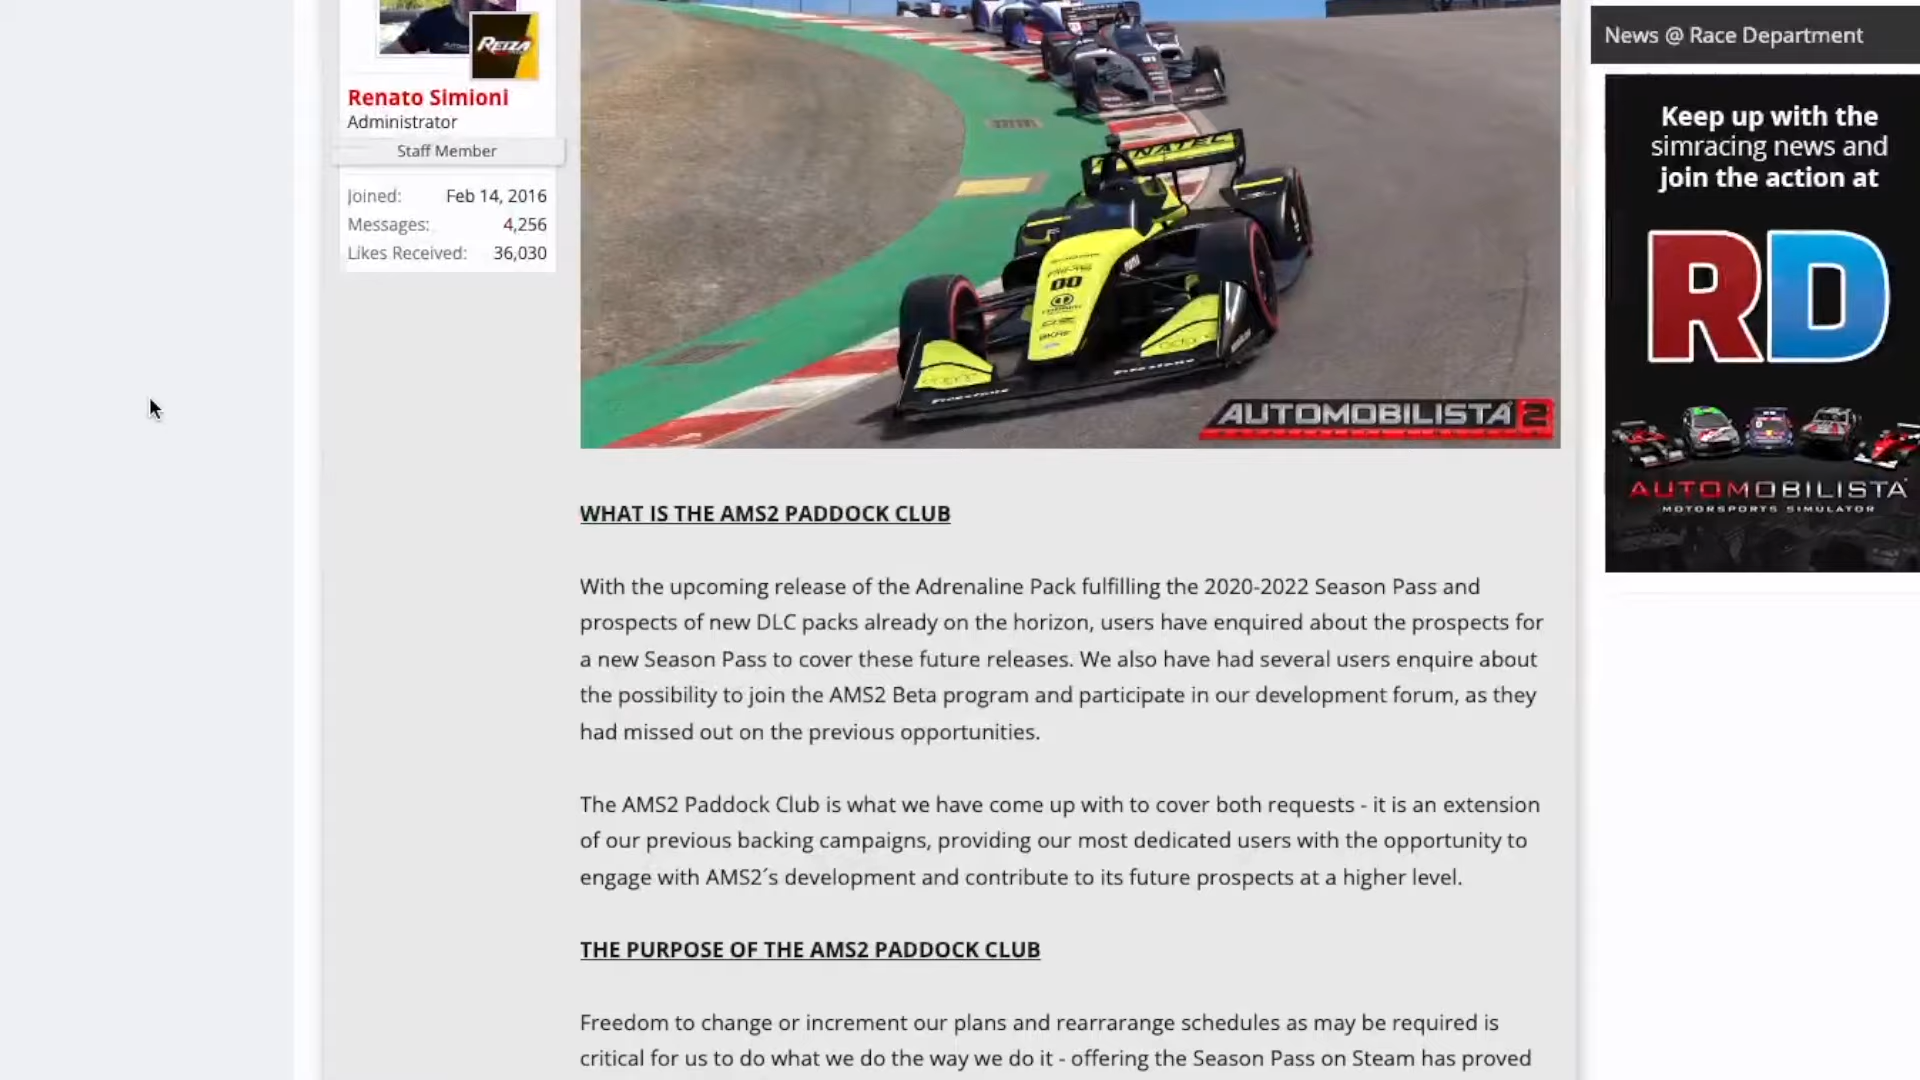 REIZA
Renato Simioni
Administrator
Staff Member
Joined: Feb 14, 2016
Messages: 4,256
Likes Received: 36,030
FANATEC
00
Firestone
Firestone
AUTOMOBILISTA 2
WHAT IS THE AMS2 PADDOCK CLUB
With the upcoming release of the Adrenaline Pack fulfilling the 2020-2022 Season Pass and
prospects of new DLC packs already on the horizon, users have enquired about the prospects for
a new Season Pass to cover these future releases. We also have had several users enquire about
the possibility to join the AMS2 Beta program and participate in our development forum, as they
had missed out on the previous opportunities.
The AMS2 Paddock Club is what we have come up with to cover both requests - it is an extension
of our previous backing campaigns, providing our most dedicated users with the opportunity to
engage with AMS2´s development and contribute to its future prospects at a higher level.
THE PURPOSE OF THE AMS2 PADDOCK CLUB
Freedom to change or increment our plans and rearrarange schedules as may be required is
critical for us to do what we do the way we do it - offering the Season Pass on Steam has proved
News @ Race Department
Keep up with the
simracing news and
join the action at
RD
AUTOMOBILISTA
MOTORSPORTS SIMULATOR